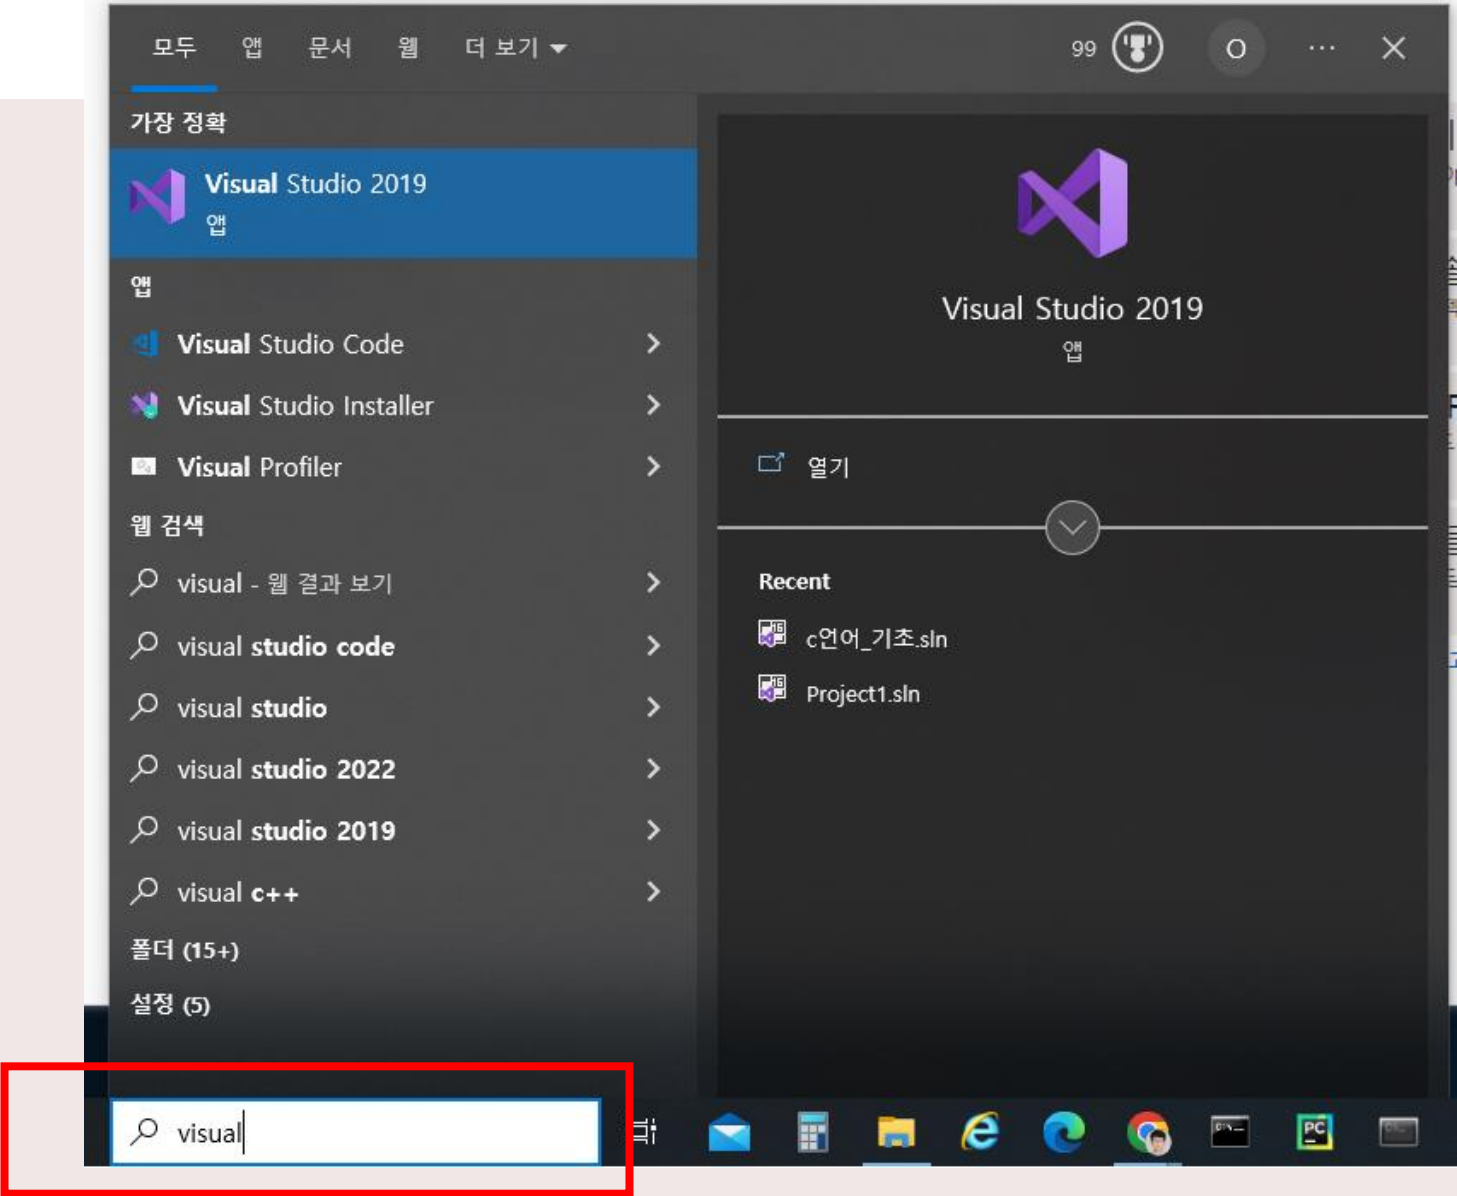 모두 앱 문서 웹 더 보기 99 O
가장 정확
Visual Studio 2019
앱
앱
Visual Studio Code
Visual Studio Installer
Visual Profiler
웹 검색
visual - 웹 결과 보기
visual studio code
visual studio
visual studio 2022
visual studio 2019
visual c++
폴더 (15+)
설정 (5)
visual
Visual Studio 2019
앱
열기
Recent
c언어_기초.sln
Project1.sln
PC